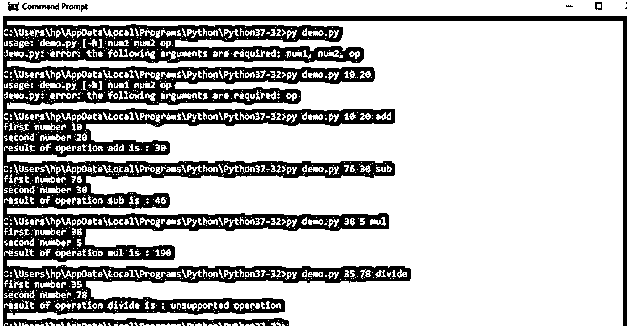 Command Prompt
C:\Users\hp\AppData\Local\Programs\Python\Python37-32>py demo.py
usage: demo.py [-h] num1 num2 op
demo.py: error: the following arguments are required: num1, num2, op
C:\Users\hp\AppData\Local\Programs\Python\Python37-32>py demo.py 10 20
usage: demo.py [-h] num1 num2 op
demo.py: error: the following arguments are required: op
C:\Users\hp\AppData\Local\Programs\Python\Python37-32>py demo.py 10 20 add
first number 10
second number 20
result of operation add is : 30
C:\Users\hp\AppData\Local\Programs\Python\Python37-32>py demo.py 76 30 sub
first number 76
second number 30
result of operation sub is : 46
C:\Users\hp\AppData\Local\Programs\Python\Python37-32>py demo.py 38 5 mul
first number 38
second number 5
result of operation mul is : 190
C:\Users\hp\AppData\Local\Programs\Python\Python37-32>py demo.py 35 78 divide
first number 35
second number 78
result of operation divide is : unsupported operation